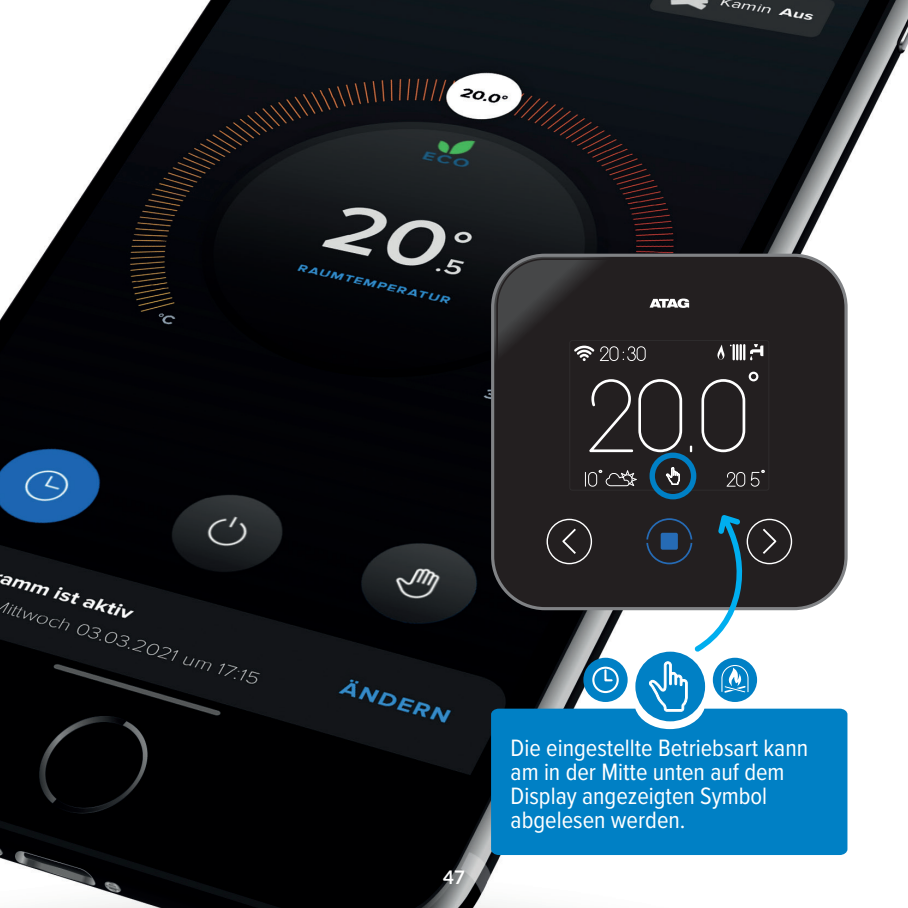 Kamin Aus
20.0°
ECO
20°.5
RAUMTEMPERATUR
°C
ATAG
20:30
20.0°
10°
20 5°
ist aktiv
Mittwoch 03.03.2021 um 17:15
ÄNDERN
Die eingestellte Betriebsart kann
am in der Mitte unten auf dem
Display angezeigten Symbol
abgelesen werden.
47